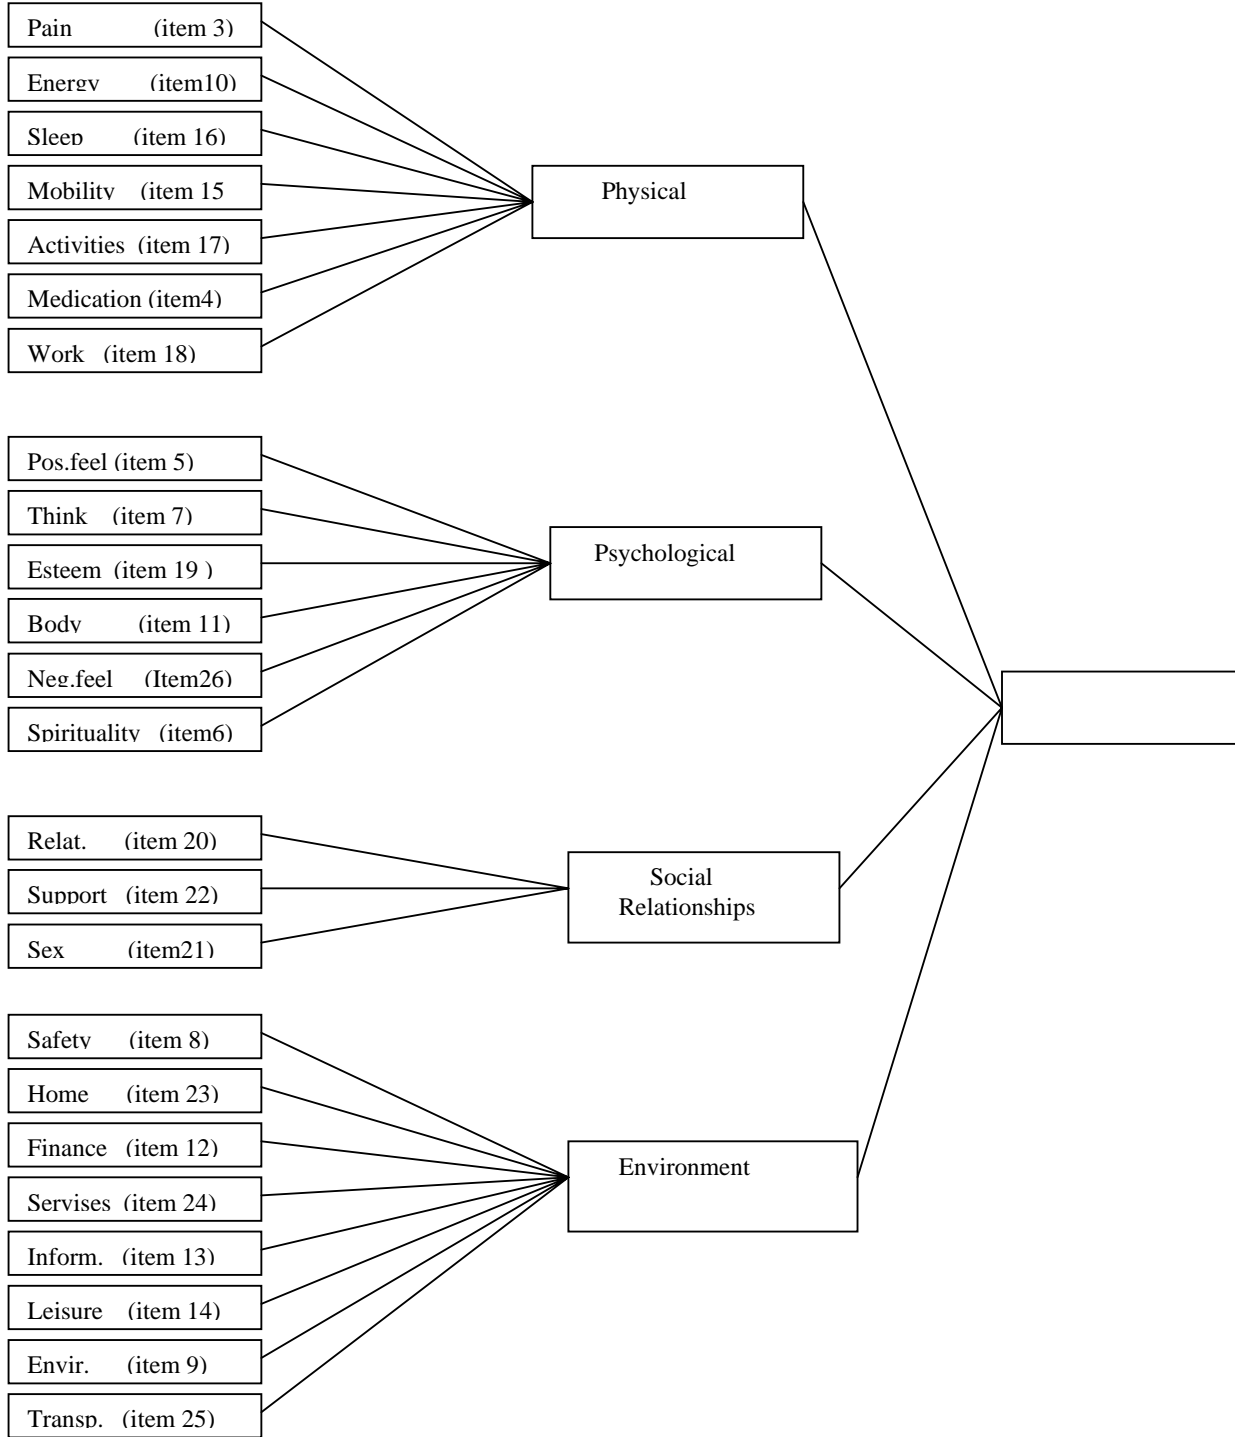 Pain (item 3)
Energy (item10)
Sleep (item 16)
Mobility (item 15
Activities (item 17)
Medication (item4)
Work (item 18)
Physical
Pos.feel (item 5)
Think (item 7)
Esteem (item 19 )
Body (item 11)
Neg.feel (Item26)
Spirituality (item6)
Psychological
Relat. (item 20)
Support (item 22)
Sex (item21)
Social
Relationships
Safety (item 8)
Home (item 23)
Finance (item 12)
Servises (item 24)
Inform. (item 13)
Leisure (item 14)
Envir. (item 9)
Transp. (item 25)
Environment